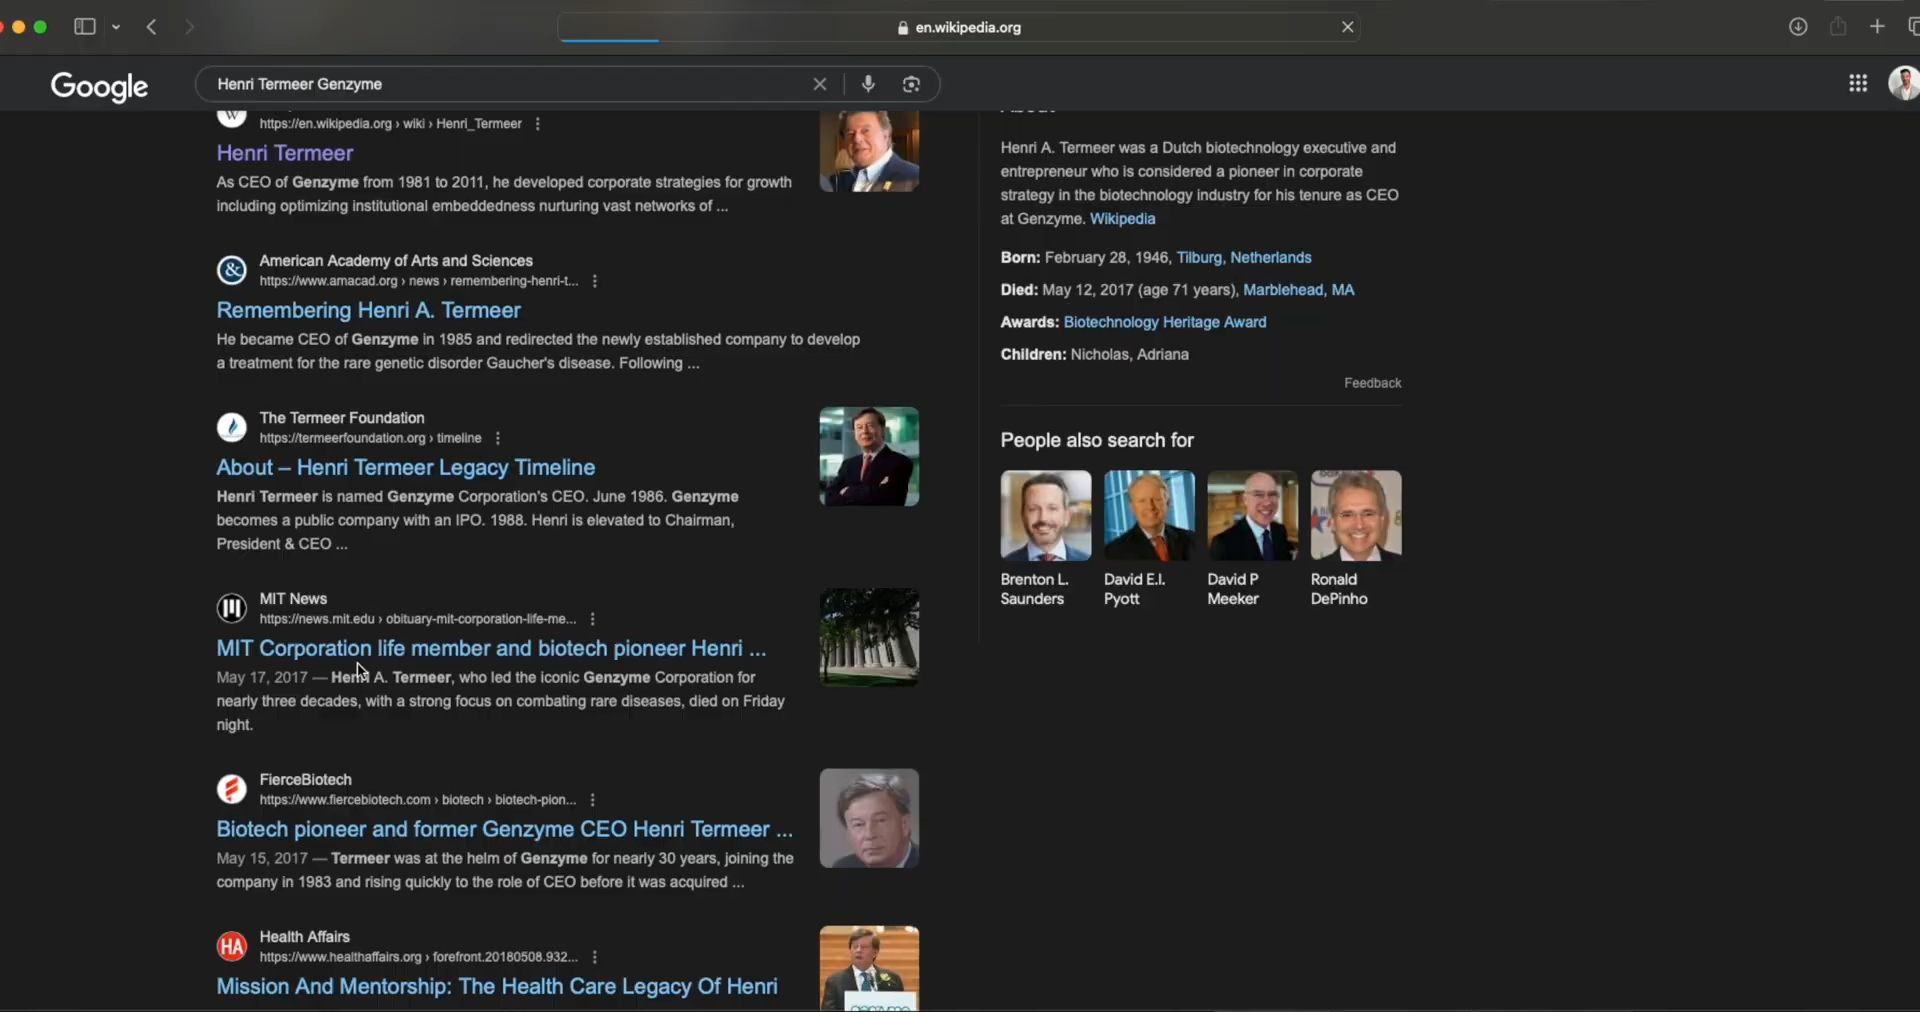 en.wikipedia.org
Google
Henri Termeer Genzyme
https://en.wikipedia.org › wiki › Henri_Termeer
Henri Termeer
As CEO of Genzyme from 1981 to 2011, he developed corporate strategies for growth
including optimizing institutional embeddedness nurturing vast networks of ...
&
American Academy of Arts and Sciences
https://www.amacad.org › news › remembering-henri-t...
Remembering Henri A. Termeer
He became CEO of Genzyme in 1985 and redirected the newly established company to develop
a treatment for the rare genetic disorder Gaucher's disease. Following ...
The Termeer Foundation
https://termeerfoundation.org › timeline
About – Henri Termeer Legacy Timeline
Henri Termeer is named Genzyme Corporation's CEO. June 1986. Genzyme
becomes a public company with an IPO. 1988. Henri is elevated to Chairman,
President & CEO ...
MIT News
https://news.mit.edu › obituary-mit-corporation-life-me...
MIT Corporation life member and biotech pioneer Henri ...
May 17, 2017 — Henri A. Termeer, who led the iconic Genzyme Corporation for
nearly three decades, with a strong focus on combating rare diseases, died on Friday
night.
FierceBiotech
https://www.fiercebiotech.com › biotech › biotech-pion...
Biotech pioneer and former Genzyme CEO Henri Termeer ...
May 15, 2017 — Termeer was at the helm of Genzyme for nearly 30 years, joining the
company in 1983 and rising quickly to the role of CEO before it was acquired ...
HA
Health Affairs
https://www.healthaffairs.org › forefront.20180508.932...
Mission And Mentorship: The Health Care Legacy Of Henri
Henri A. Termeer was a Dutch biotechnology executive and
entrepreneur who is considered a pioneer in corporate
strategy in the biotechnology industry for his tenure as CEO
at Genzyme. Wikipedia
Born: February 28, 1946, Tilburg, Netherlands
Died: May 12, 2017 (age 71 years), Marblehead, MA
Awards: Biotechnology Heritage Award
Children: Nicholas, Adriana
Feedback
People also search for
Brenton L.
Saunders
David E.I.
Pyott
David P
Meeker
Ronald
DePinho